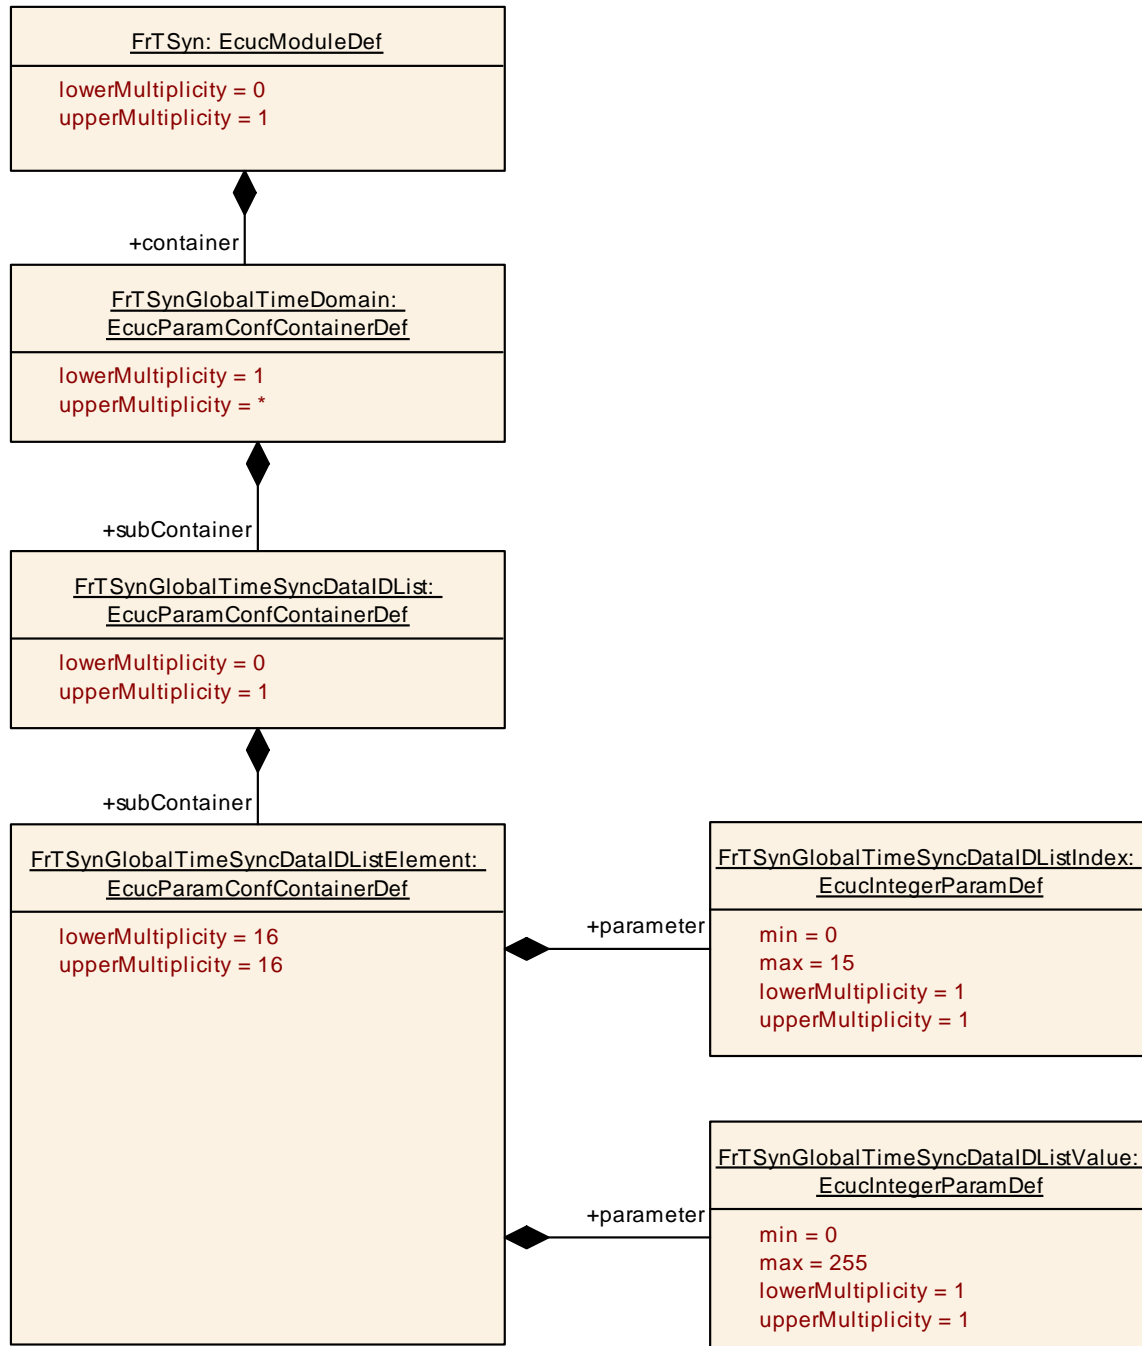 FrTSyn: EcucModuleDef
lowerMultiplicity = 0
upperMultiplicity = 1
+container
FrTSynGlobalTimeDomain:
EcucParamConfContainerDef
lowerMultiplicity = 1
upperMultiplicity = *
+subContainer
FrTSynGlobalTimeSyncDataIDList:
EcucParamConfContainerDef
lowerMultiplicity = 0
upperMultiplicity = 1
+subContainer
FrTSynGlobalTimeSyncDataIDListElement:
EcucParamConfContainerDef
lowerMultiplicity = 16
upperMultiplicity = 16
+parameter
FrTSynGlobalTimeSyncDataIDListIndex:
EcucIntegerParamDef
min = 0
max = 15
lowerMultiplicity = 1
upperMultiplicity = 1
+parameter
FrTSynGlobalTimeSyncDataIDListValue:
EcucIntegerParamDef
min = 0
max = 255
lowerMultiplicity = 1
upperMultiplicity = 1